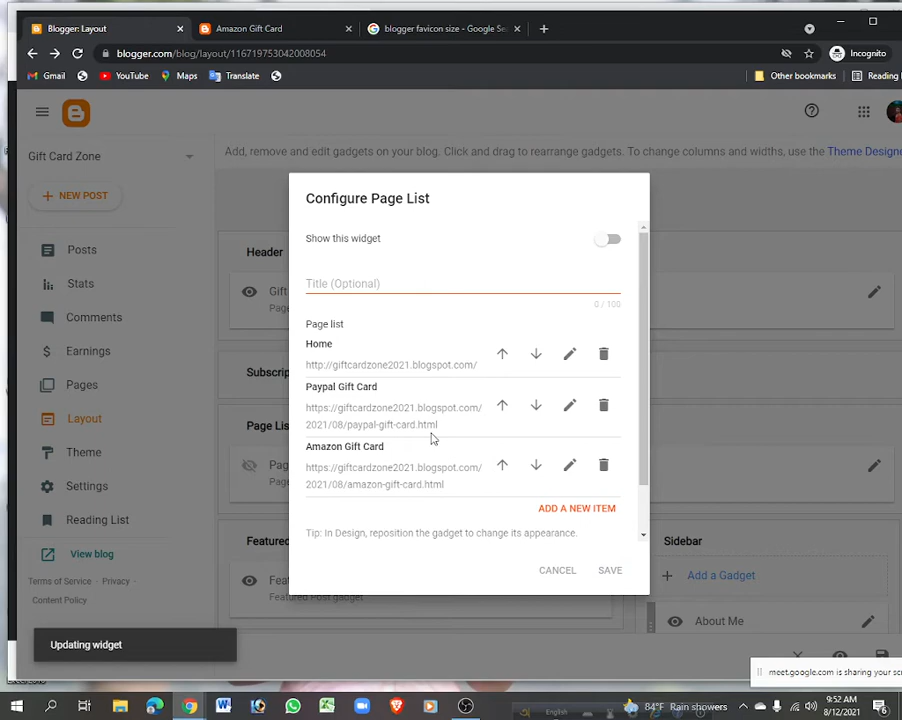 Blogger: Layout
Amazon Gift Card
blogger favicon size - Google Se
blogger.com/blog/layout/116719753042008054
Incognito
Gmail
YouTube
Maps
Translate
Other bookmarks
Reading
Gift Card Zone
Add, remove and edit gadgets on your blog. Click and drag to rearrange gadgets. To change columns and widths, use the Theme Designe
NEW POST
Posts
Stats
Comments
Earnings
Pages
Layout
Theme
Settings
Reading List
View blog
Terms of Service · Privacy ·
Content Policy
Header
Gift
Page
Subscrip
Page Lis
Page
Page
Featured
Fea
Featured Post gadget
Configure Page List
Show this widget
Title (Optional)
0 / 100
Page list
Home
http://giftcardzone2021.blogspot.com/
Paypal Gift Card
https://giftcardzone2021.blogspot.com/
2021/08/paypal-gift-card.html
Amazon Gift Card
https://giftcardzone2021.blogspot.com/
2021/08/amazon-gift-card.html
ADD A NEW ITEM
Tip: In Design, reposition the gadget to change its appearance.
CANCEL
SAVE
Sidebar
Add a Gadget
About Me
Updating widget
meet.google.com is sharing your scr
English
84°F Rain showers
9:52 AM
8/12/2021